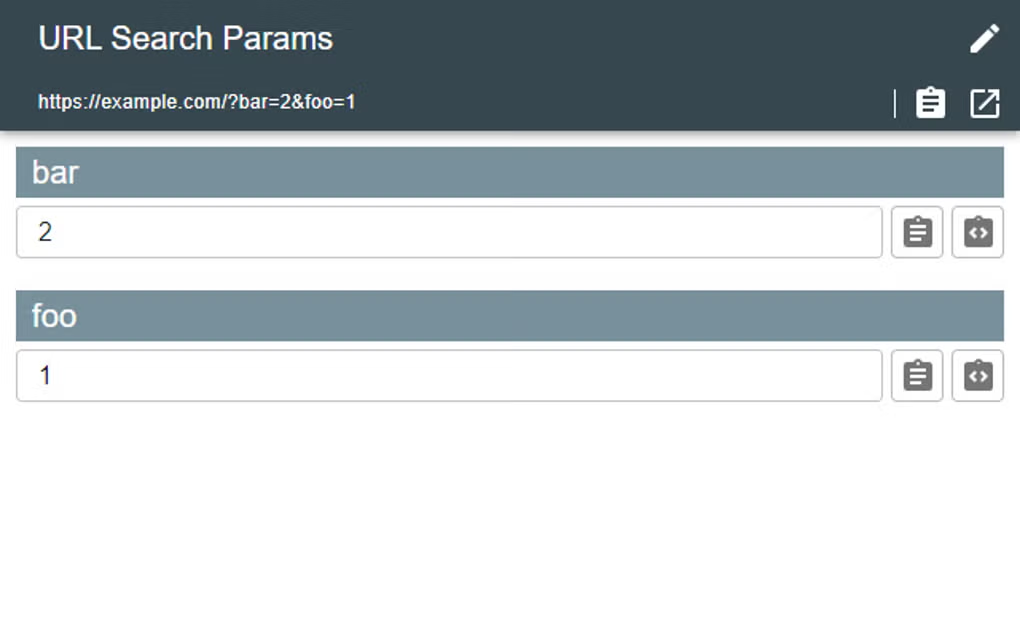 URL Search Params
https://example.com/?bar=2&foo=1
bar
2
foo
1